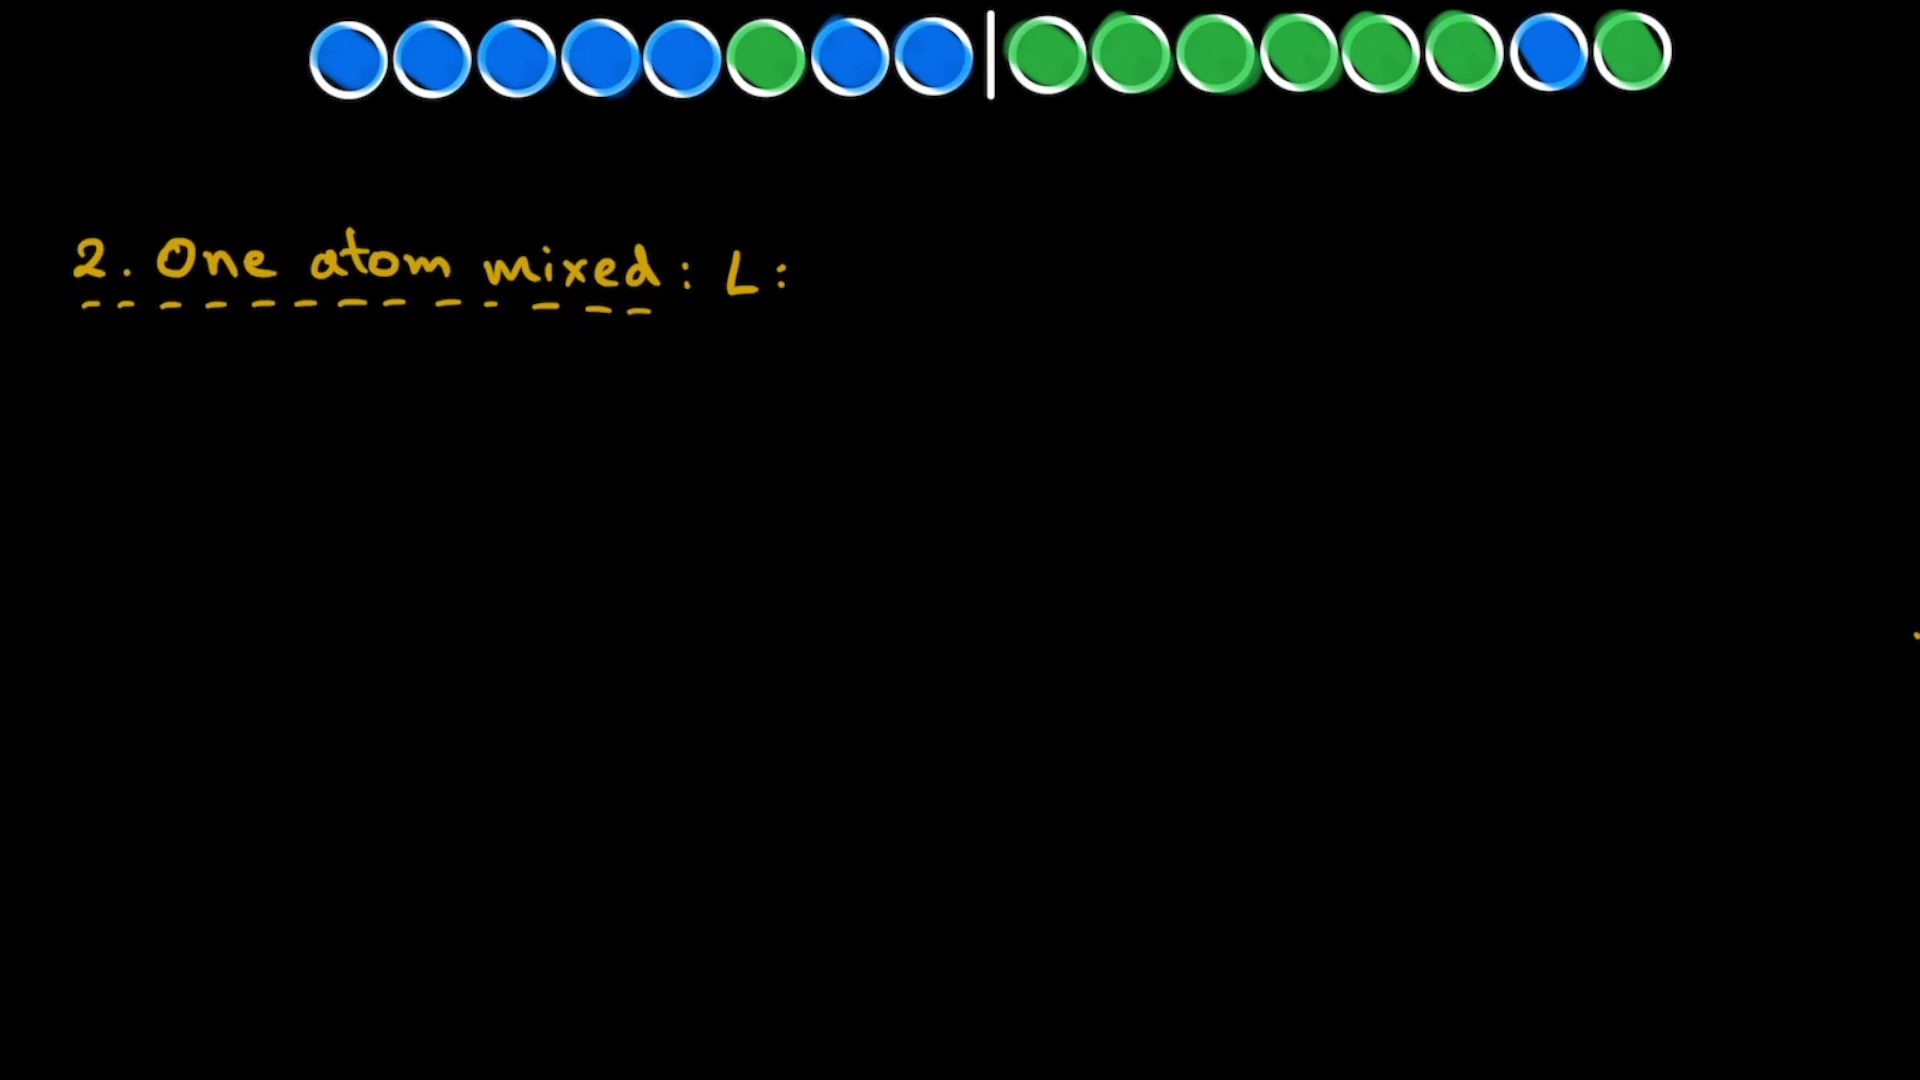 2. One atom mixed : L :